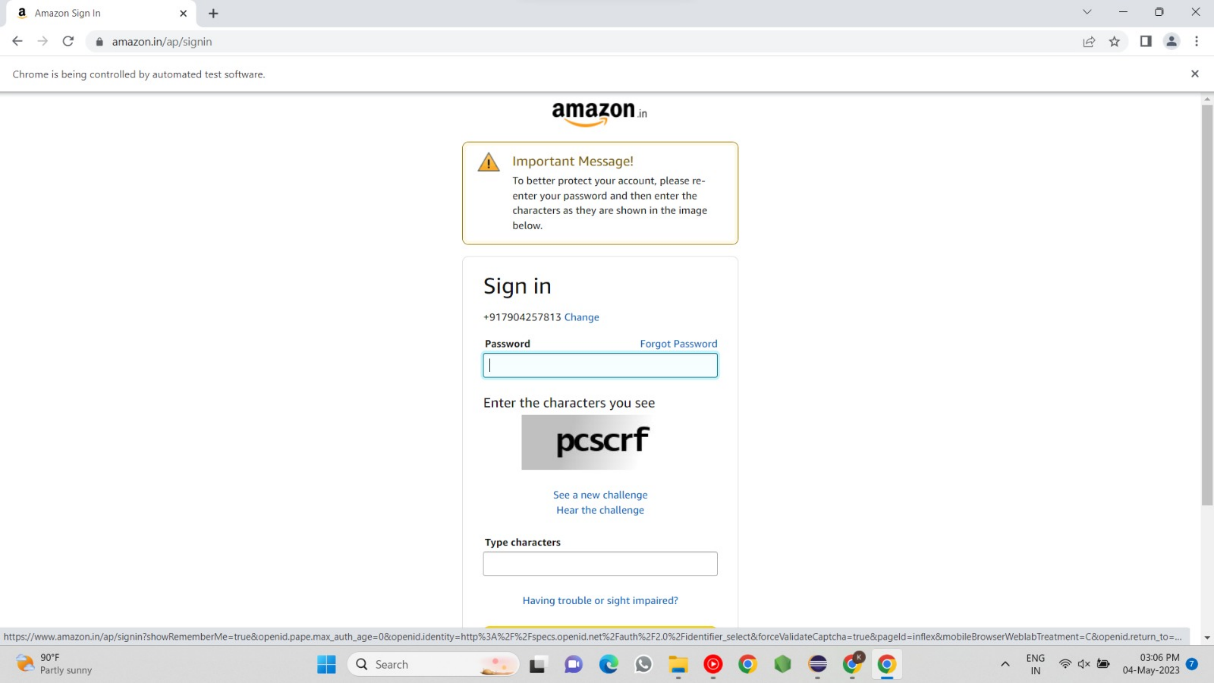 Amazon Sign In
amazon.in/ap/signin
Chrome is being controlled by automated test software.
amazon.in
Important Message!
To better protect your account, please re-
enter your password and then enter the
characters as they are shown in the image
below.
Sign in
+917904257813 Change
Password Forgot Password
Enter the characters you see
pcscrf
See a new challenge
Hear the challenge
Type characters
Having trouble or sight impaired?
https://www.amazon.in/ap/signin?showRememberMe=true&openid.pape.max_auth_age=0&openid.identity=http%3A%2F%2Fspecs.openid.net%2Fauth%2F2.0%2Fidentifier_select&forceValidateCaptcha=true&pageId=inflex&mobileBrowserWeblabTreatment=C&openid.return_to=...
90°F
Partly sunny
Search
K
ENG
IN
03:06 PM
04-May-2023
7